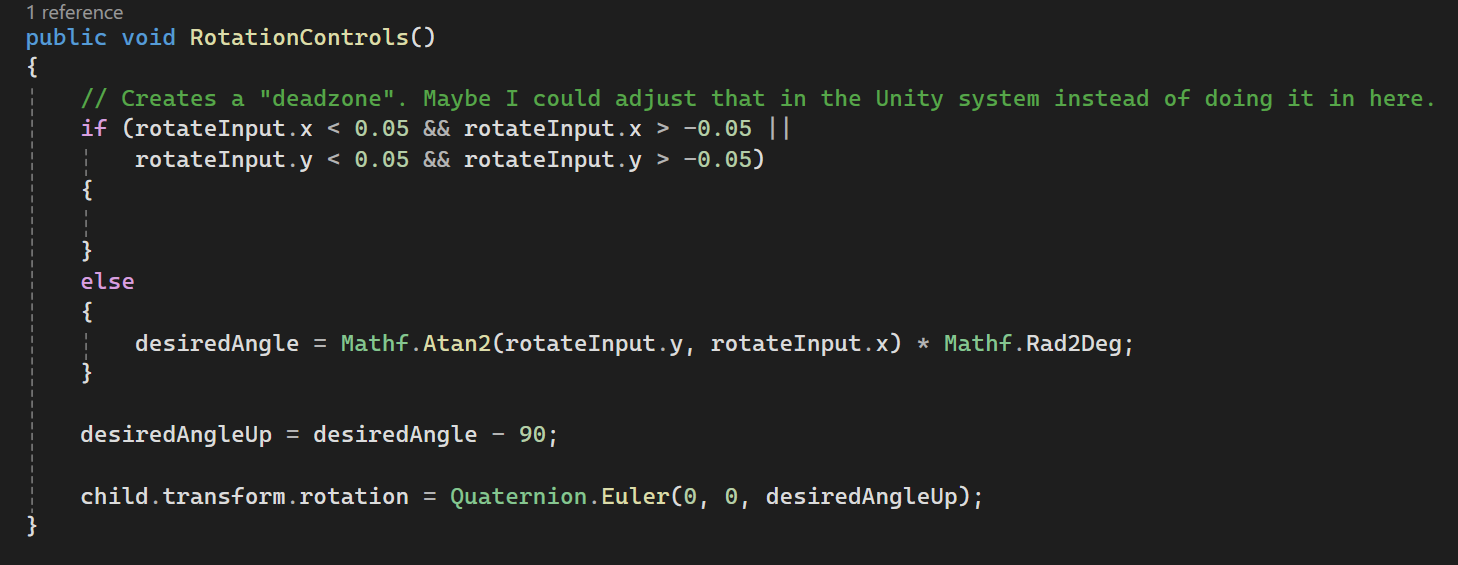 1 reference
public void RotationControls()
{
// Creates a "deadzone". Maybe I could adjust that in the Unity system instead of doing it in here.
if (rotateInput.x < 0.05 && rotateInput.x > -0.05 ||
rotateInput.y < 0.05 && rotateInput.y > -0.05)
{
}
else
{
desiredAngle = Mathf.Atan2(rotateInput.y, rotateInput.x) * Mathf.Rad2Deg;
}
desiredAngleUp = desiredAngle - 90;
child.transform.rotation = Quaternion.Euler(0, 0, desiredAngleUp);
}